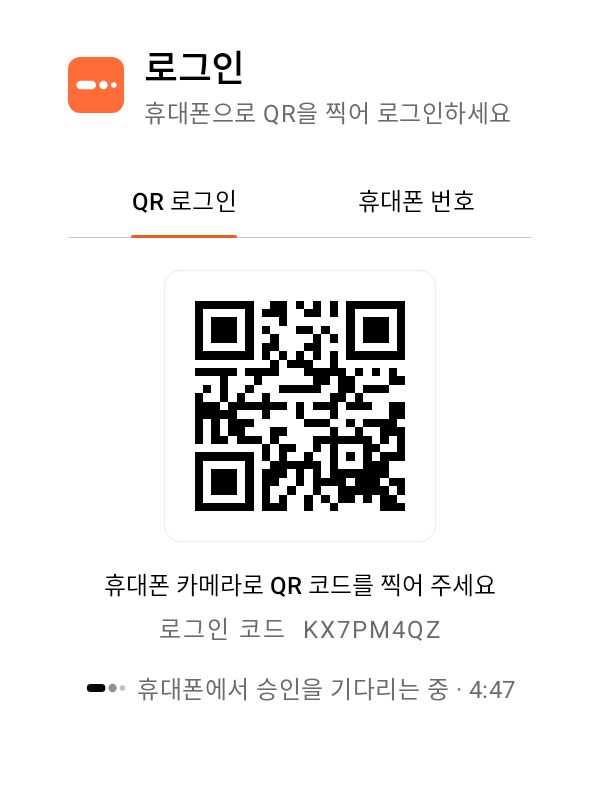 로그인
휴대폰으로 QR을 찍어 로그인하세요
QR 로그인
휴대폰 번호
휴대폰 카메라로 QR 코드를 찍어 주세요
로그인 코드 KX7PM4QZ
휴대폰에서 승인을 기다리는 중 · 4:47